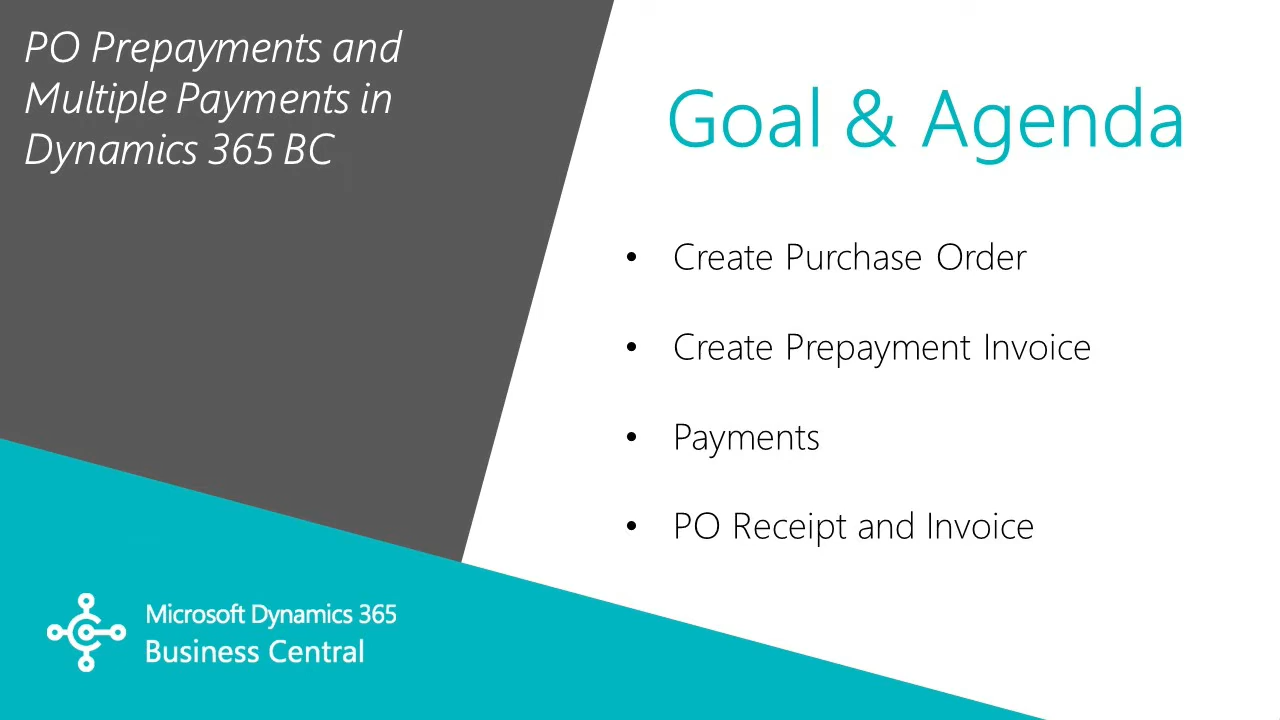 PO Prepayments and
Multiple Payments in
Dynamics 365 BC
Goal & Agenda
• Create Purchase Order
• Create Prepayment Invoice
• Payments
• PO Receipt and Invoice
Microsoft Dynamics 365
Business Central